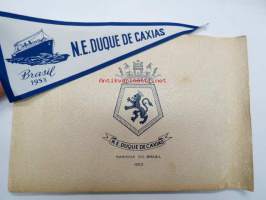 N.E. DUQUE DE CAXIAS
Brasil
1953
N.E. DUQUE DE CAXIAS
MARINHA DO BRASIL
1953